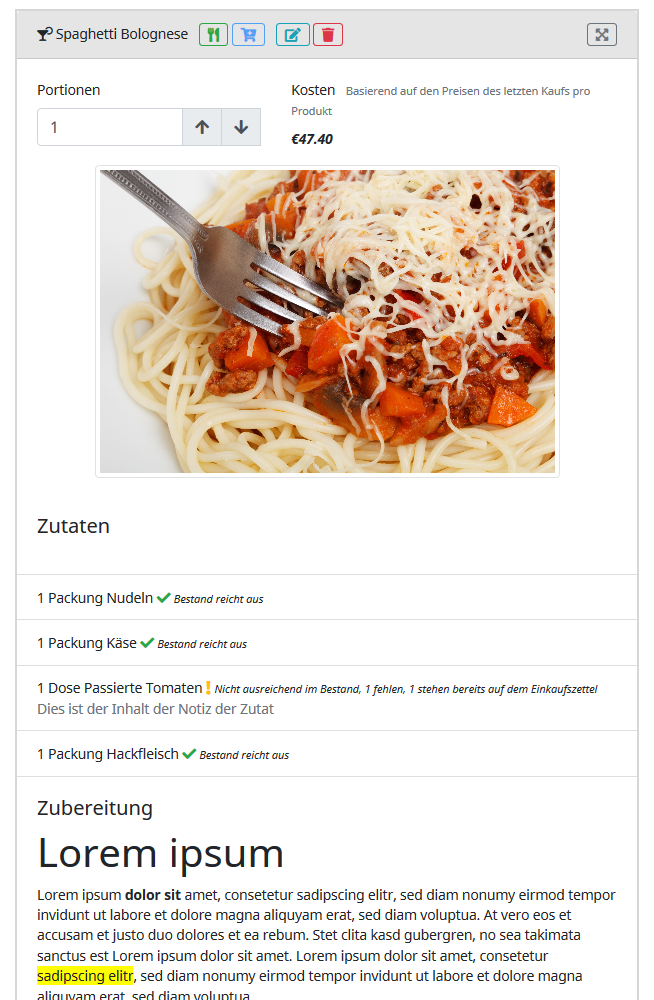 Spaghetti Bolognese
Portionen
1
Kosten Basierend auf den Preisen des letzten Kaufs pro
Produkt
€47.40
Zutaten
1 Packung Nudeln Bestand reicht aus
1 Packung Käse Bestand reicht aus
1 Dose Passierte Tomaten Nicht ausreichend im Bestand, 1 fehlen, 1 stehen bereits auf dem Einkaufszettel
Dies ist der Inhalt der Notiz der Zutat
1 Packung Hackfleisch Bestand reicht aus
Zubereitung
Lorem ipsum
Lorem ipsum dolor sit amet, consetetur sadipscing elitr, sed diam nonumy eirmod tempor
invidunt ut labore et dolore magna aliquyam erat, sed diam voluptua. At vero eos et
accusam et justo duo dolores et ea rebum. Stet clita kasd gubergren, no sea takimata
sanctus est Lorem ipsum dolor sit amet. Lorem ipsum dolor sit amet, consetetur
sadipscing elitr, sed diam nonumy eirmod tempor invidunt ut labore et dolore magna
aliquyam erat, sed diam voluptua.